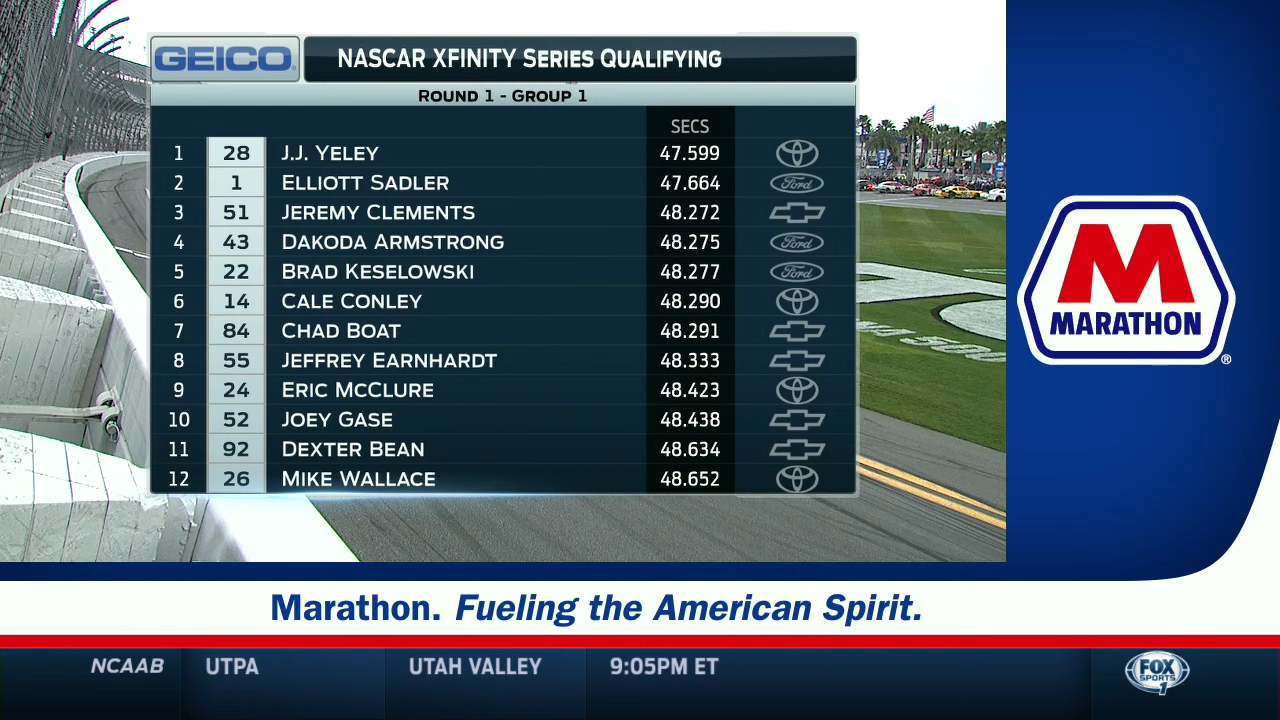 GEICO NASCAR XFINITY SERIES QUALIFYING
ROUND 1 - GROUP 1
SECS
1 28 J.J. YELEY 47.599
2 1 ELLIOTT SADLER 47.664 Ford
3 51 JEREMY CLEMENTS 48.272
4 43 DAKODA ARMSTRONG 48.275 Ford
5 22 BRAD KESELOWSKI 48.277 Ford
6 14 CALE CONLEY 48.290
7 84 CHAD BOAT 48.291
8 55 JEFFREY EARNHARDT 48.333
9 24 ERIC MCCLURE 48.423
10 52 JOEY GASE 48.438
11 92 DEXTER BEAN 48.634
12 26 MIKE WALLACE 48.652
M
MARATHON®
Marathon. Fueling the American Spirit.
NCAAB UTPA UTAH VALLEY 9:05PM ET
FOX
SPORTS
1